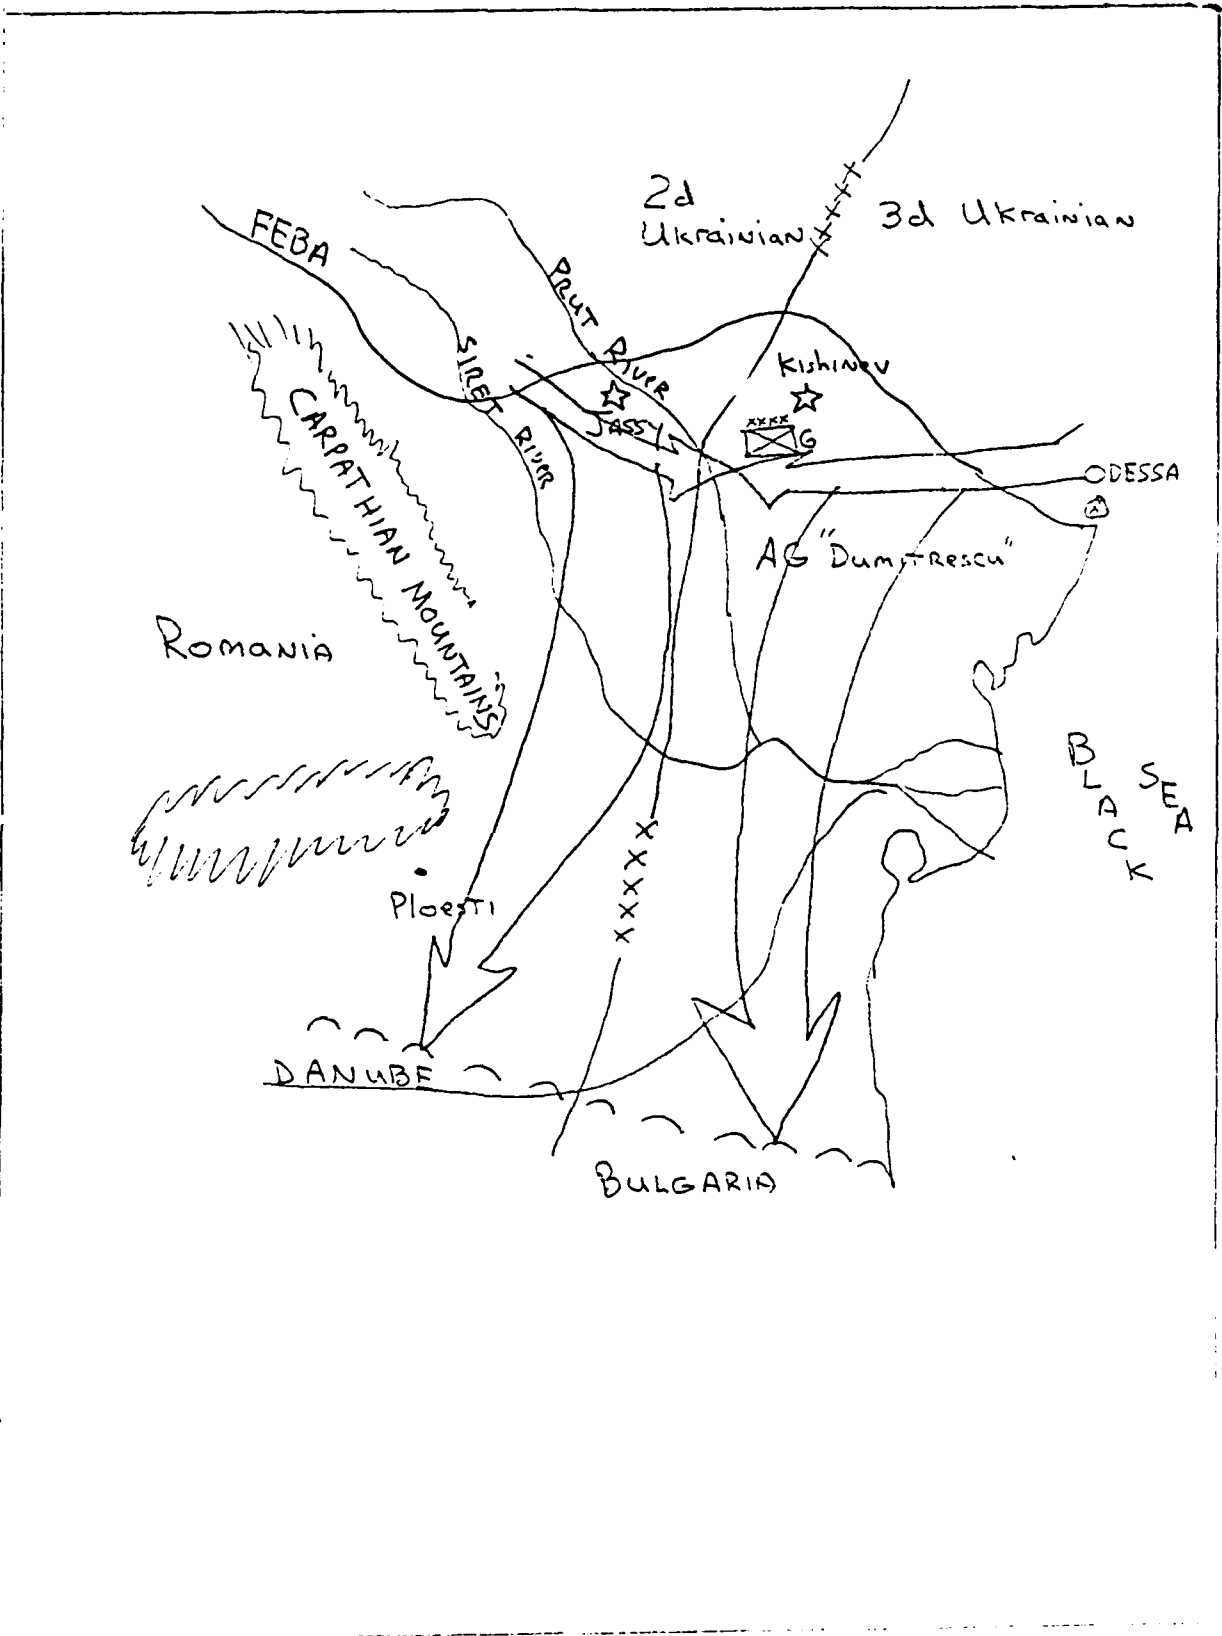 2d
Ukrainian
3d Ukrainian
FEBA
PRUT River
SIRET River
Kishinev
JASSY
xxxx
G
ODESSA
AG "Dumitrescu"
CARPATHIAN MOUNTAINS
Romania
BLACK SEA
Ploesti
DANUBE
BULGARIA